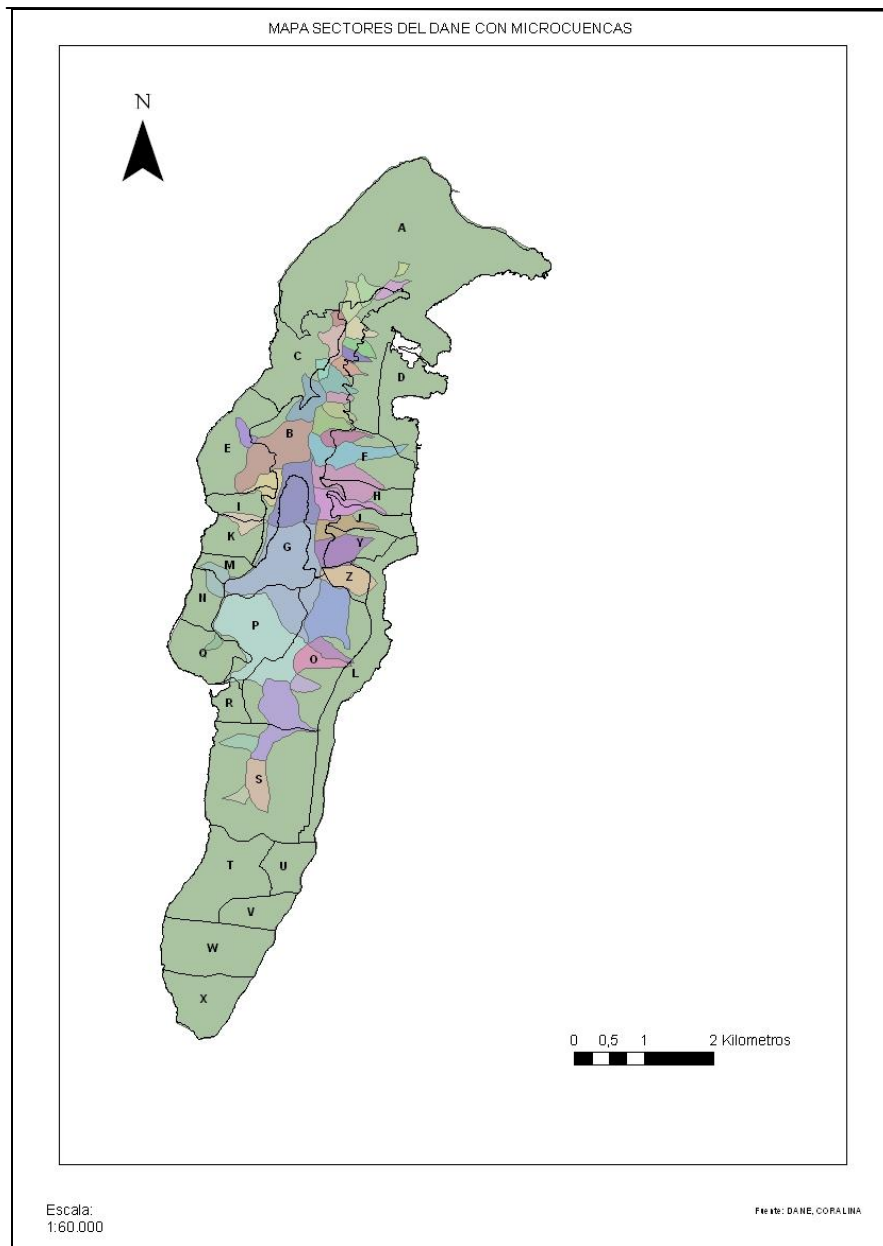 MAPA SECTORES DEL DANE CON MICROCUENCAS
N
A
C
D
B
E
F
H
I
J
K
G
Y
M
Z
N
P
Q
O
L
R
S
T
U
V
W
X
0 0,5 1 2 Kilometros
Escala:
1:60.000
Fuente: DANE, CORALINA